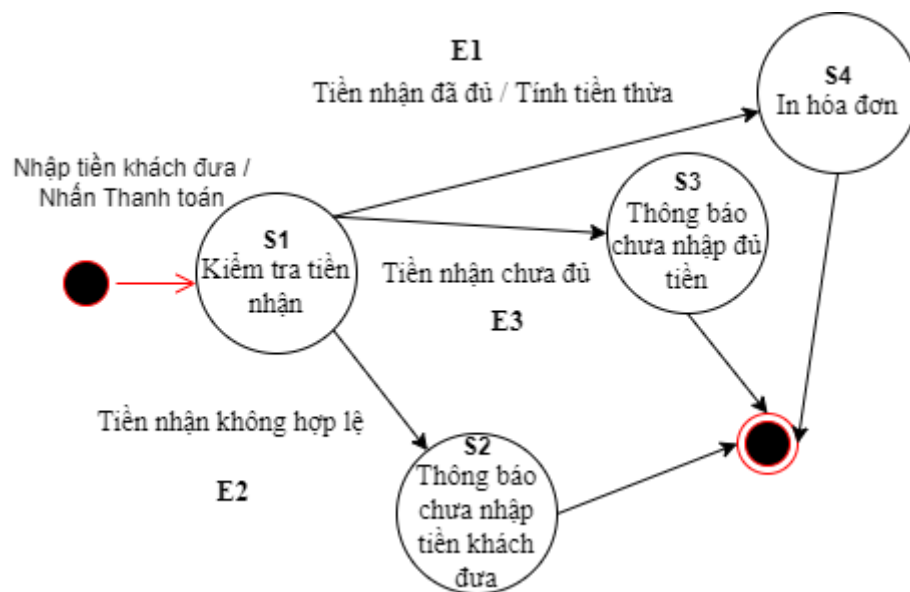 E1
Tiền nhận đã đủ / Tính tiền thừa
S4
In hóa đơn
Nhập tiền khách đưa /
Nhấn Thanh toán
S1
Kiểm tra tiền
nhận
S3
Thông báo
chưa nhập đủ
tiền
Tiền nhận chưa đủ
E3
Tiền nhận không hợp lệ
E2
S2
Thông báo
chưa nhập
tiền khách
đưa